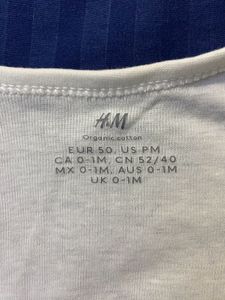 H&M
Organic cotton
EUR 50, US PM
CA 0-1M, CN 52/40
MX 0-1M, AUS 0-1M
UK 0-1M